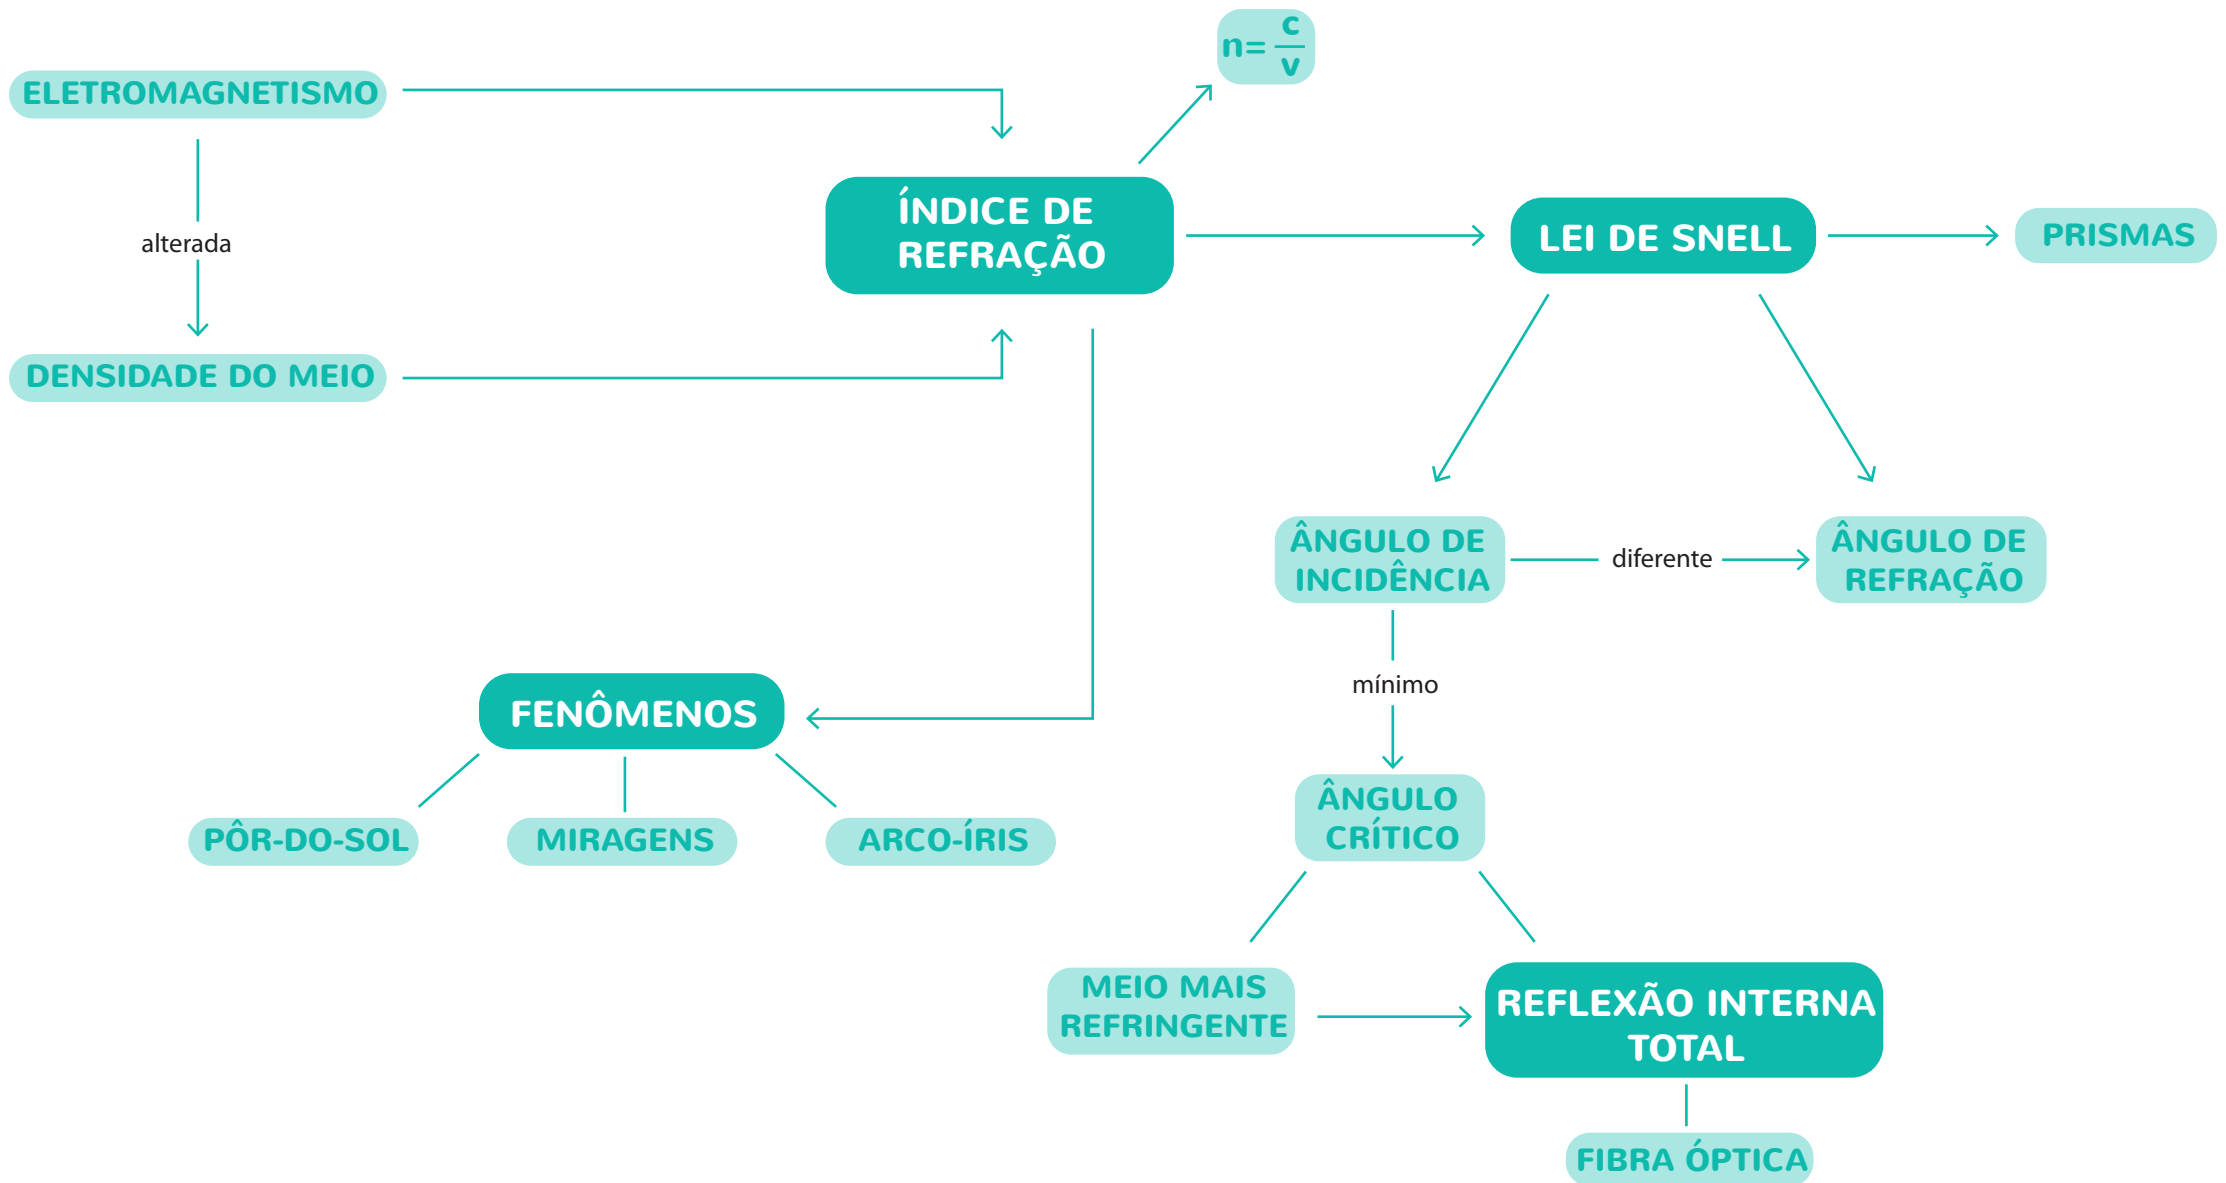 n= c
v
ELETROMAGNETISMO
ÍNDICE DE
REFRAÇÃO
LEI DE SNELL
PRISMAS
alterada
DENSIDADE DO MEIO
ÂNGULO DE
INCIDÊNCIA
diferente
ÂNGULO DE
REFRAÇÃO
mínimo
FENÔMENOS
PÔR-DO-SOL
MIRAGENS
ARCO-ÍRIS
ÂNGULO
CRÍTICO
MEIO MAIS
REFRINGENTE
REFLEXÃO INTERNA
TOTAL
FIBRA ÓPTICA